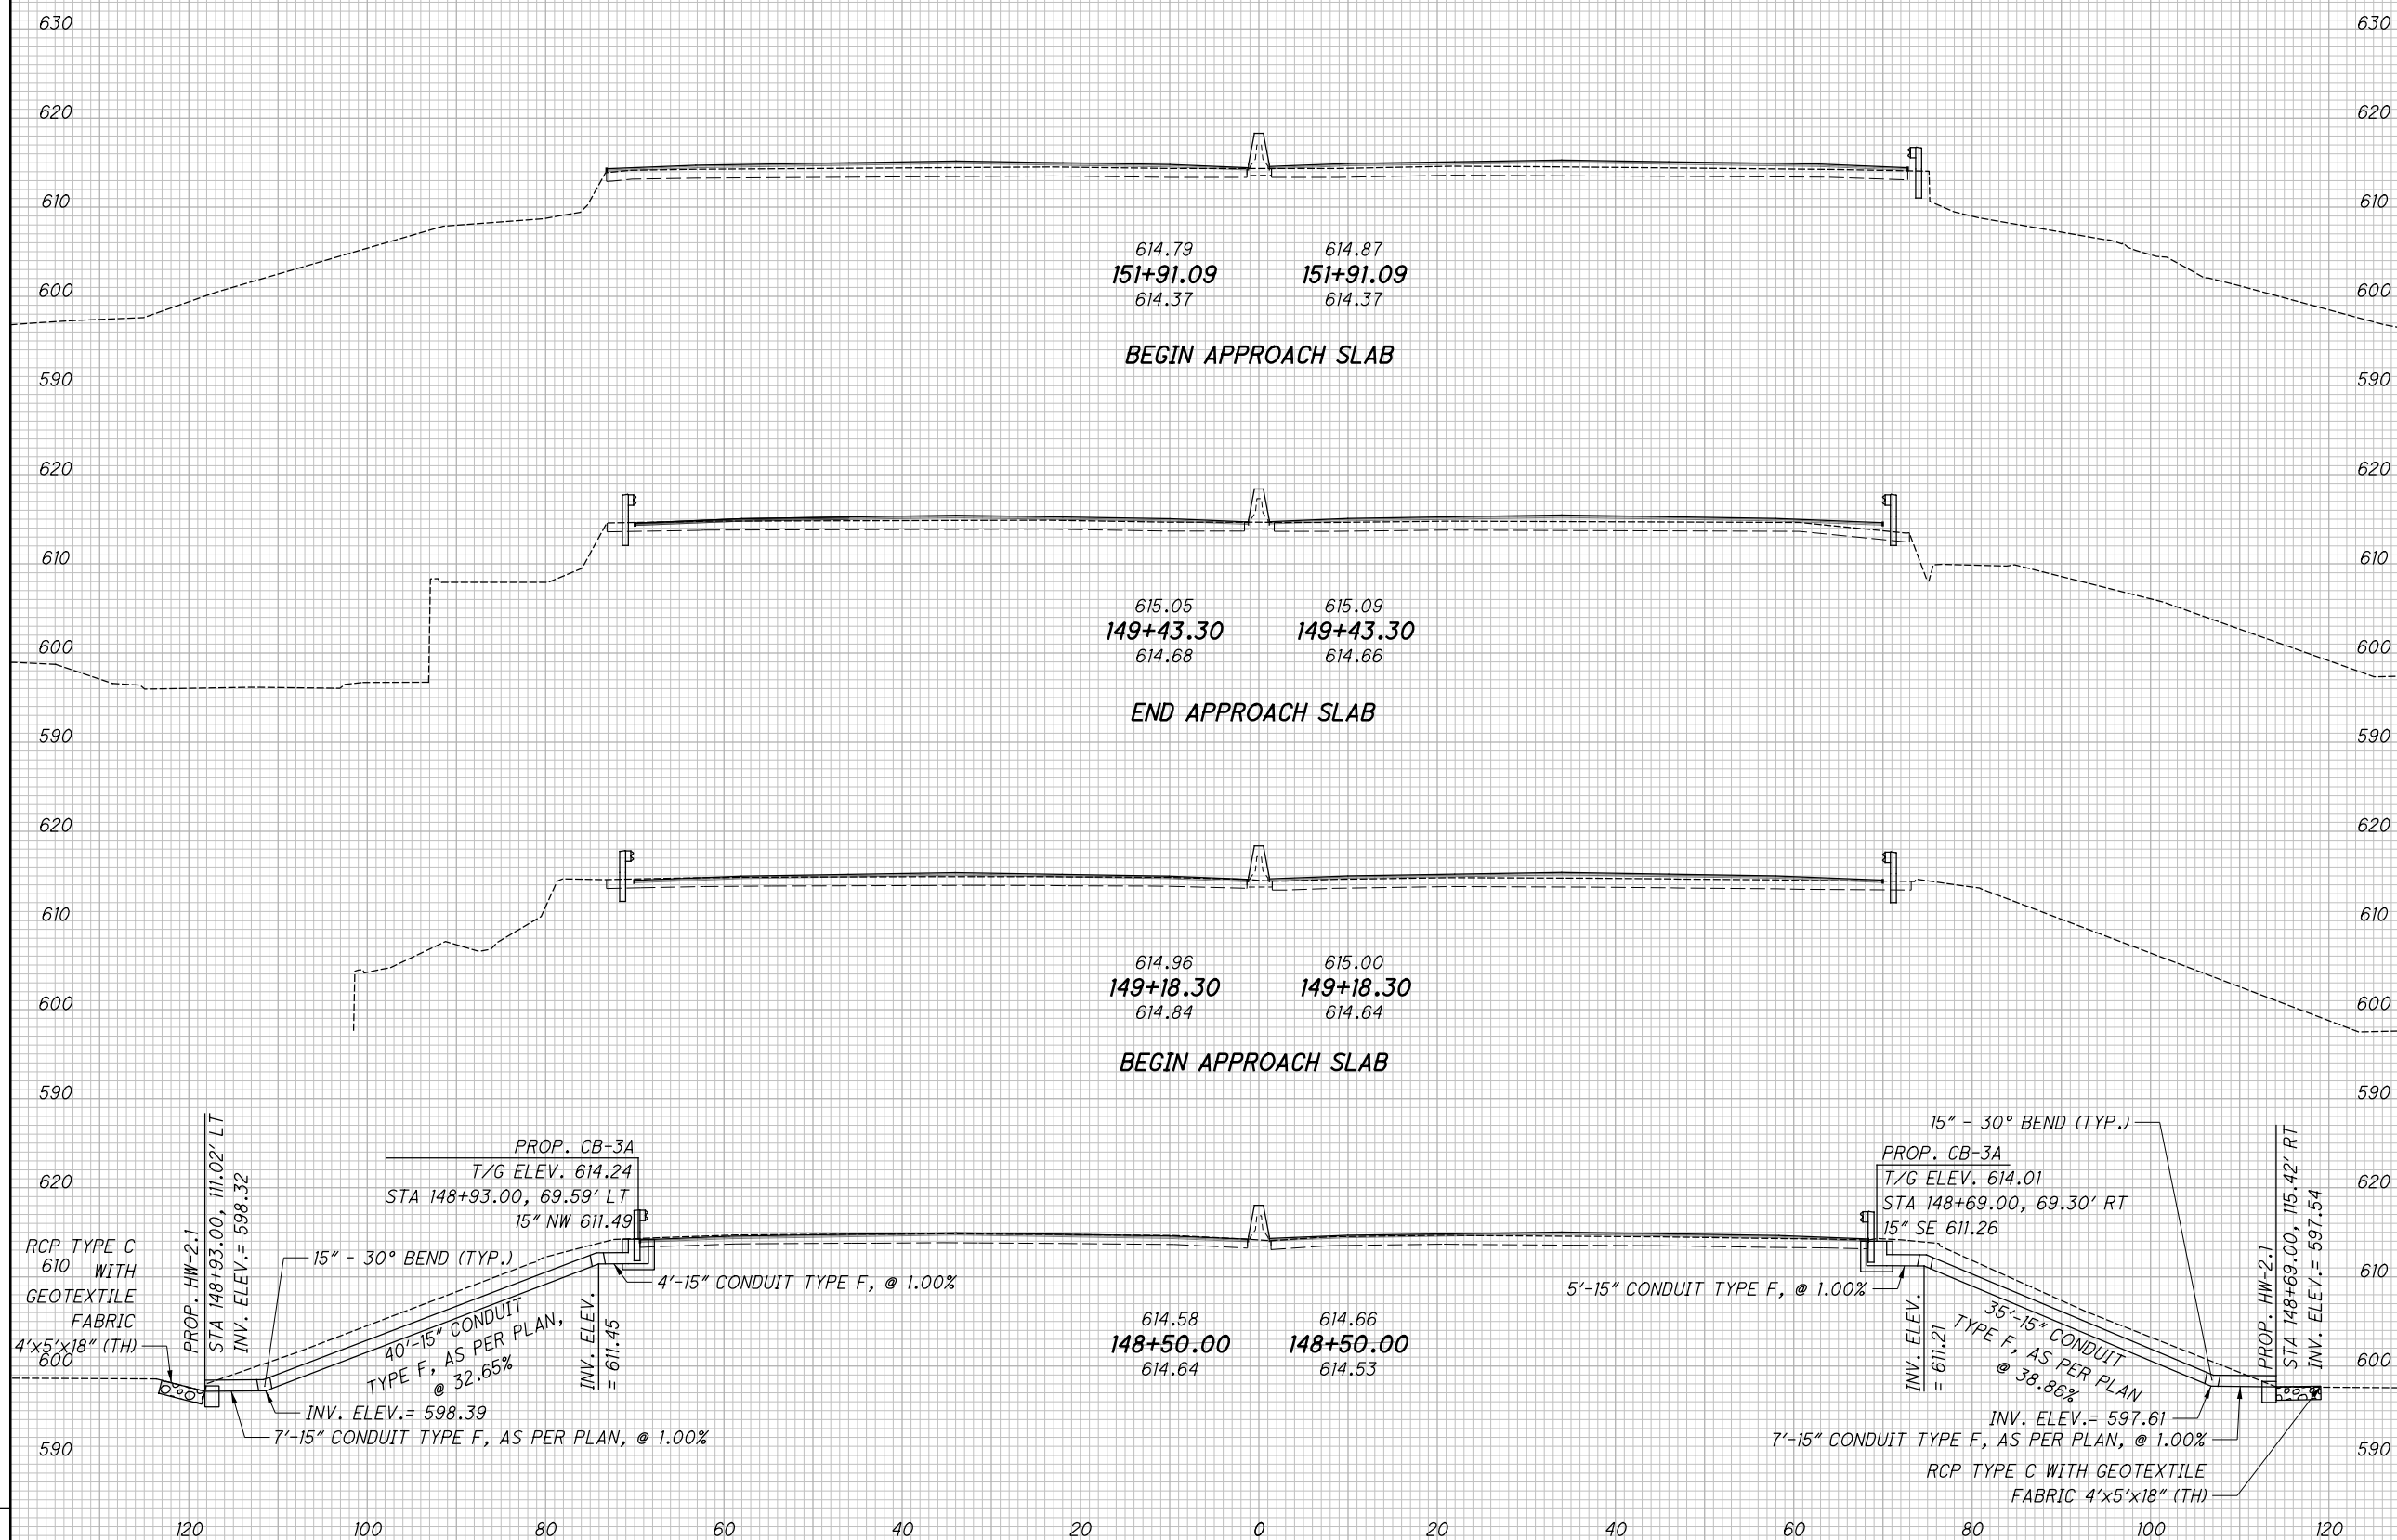 630 630
620 620
610 610
614.79 614.87
151+91.09 151+91.09
614.37 614.37
600 600
BEGIN APPROACH SLAB
590 590
620 620
610 610
615.05 615.09
149+43.30 149+43.30
614.68 614.66
600 600
END APPROACH SLAB
590 590
620 620
610 610
614.96 615.00
149+18.30 149+18.30
614.84 614.64
600 600
BEGIN APPROACH SLAB
590 590
620 620
PROP. HW-2.1
STA 148+93.00, 111.02' LT
INV. ELEV.= 598.32
PROP. CB-3A
T/G ELEV. 614.24
STA 148+93.00, 69.59' LT
15" NW 611.49
15" - 30° BEND (TYP.)
PROP. CB-3A
T/G ELEV. 614.01
STA 148+69.00, 69.30' RT
15" SE 611.26
PROP. HW-2.1
STA 148+69.00, 115.42' RT
INV. ELEV.= 597.54
RCP TYPE C
WITH
GEOTEXTILE
FABRIC
4'x5'x18" (TH)
610 610
15" - 30° BEND (TYP.)
4'-15" CONDUIT TYPE F, @ 1.00%
5'-15" CONDUIT TYPE F, @ 1.00%
40'-15" CONDUIT
TYPE F, AS PER PLAN,
@ 32.65%
INV. ELEV.
= 611.45
614.58 614.66
148+50.00 148+50.00
614.64 614.53
INV. ELEV.
= 611.21
35'-15" CONDUIT
TYPE F, AS PER PLAN
@ 38.86%
600 600
INV. ELEV.= 598.39
7'-15" CONDUIT TYPE F, AS PER PLAN, @ 1.00%
INV. ELEV.= 597.61
7'-15" CONDUIT TYPE F, AS PER PLAN, @ 1.00%
590 590
RCP TYPE C WITH GEOTEXTILE
FABRIC 4'x5'x18" (TH)
120 100 80 60 40 20 0 20 40 60 80 100 120